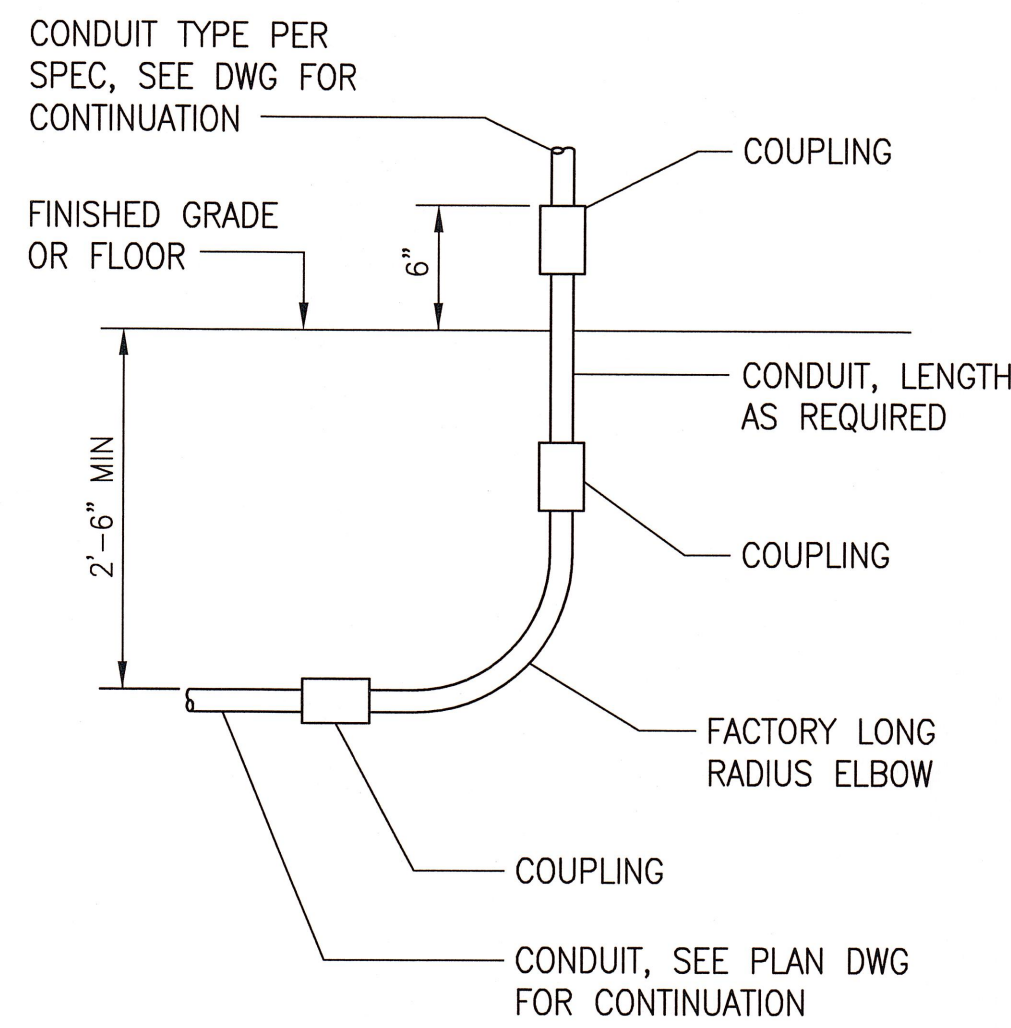 CONDUIT TYPE PER
SPEC, SEE DWG FOR
CONTINUATION
COUPLING
FINISHED GRADE
OR FLOOR
6"
CONDUIT, LENGTH
AS REQUIRED
2'-6" MIN
COUPLING
FACTORY LONG
RADIUS ELBOW
COUPLING
CONDUIT, SEE PLAN DWG
FOR CONTINUATION